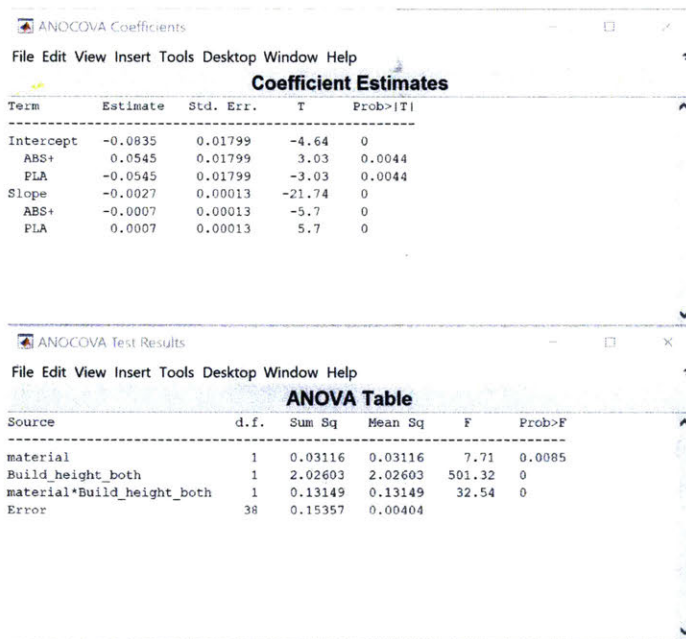 ANOCOVA Coefficients
File Edit View Insert Tools Desktop Window Help
Coefficient Estimates
Term Estimate Std. Err. T Prob>|T|
Intercept -0.0835 0.01799 -4.64 0
ABS+ 0.0545 0.01799 3.03 0.0044
PLA -0.0545 0.01799 -3.03 0.0044
Slope -0.0027 0.00013 -21.74 0
ABS+ -0.0007 0.00013 -5.7 0
PLA 0.0007 0.00013 5.7 0
ANOCOVA Test Results
File Edit View Insert Tools Desktop Window Help
ANOVA Table
Source d.f. Sum Sq Mean Sq F Prob>F
material 1 0.03116 0.03116 7.71 0.0085
Build_height_both 1 2.02603 2.02603 501.32 0
material*Build_height_both 1 0.13149 0.13149 32.54 0
Error 38 0.15357 0.00404